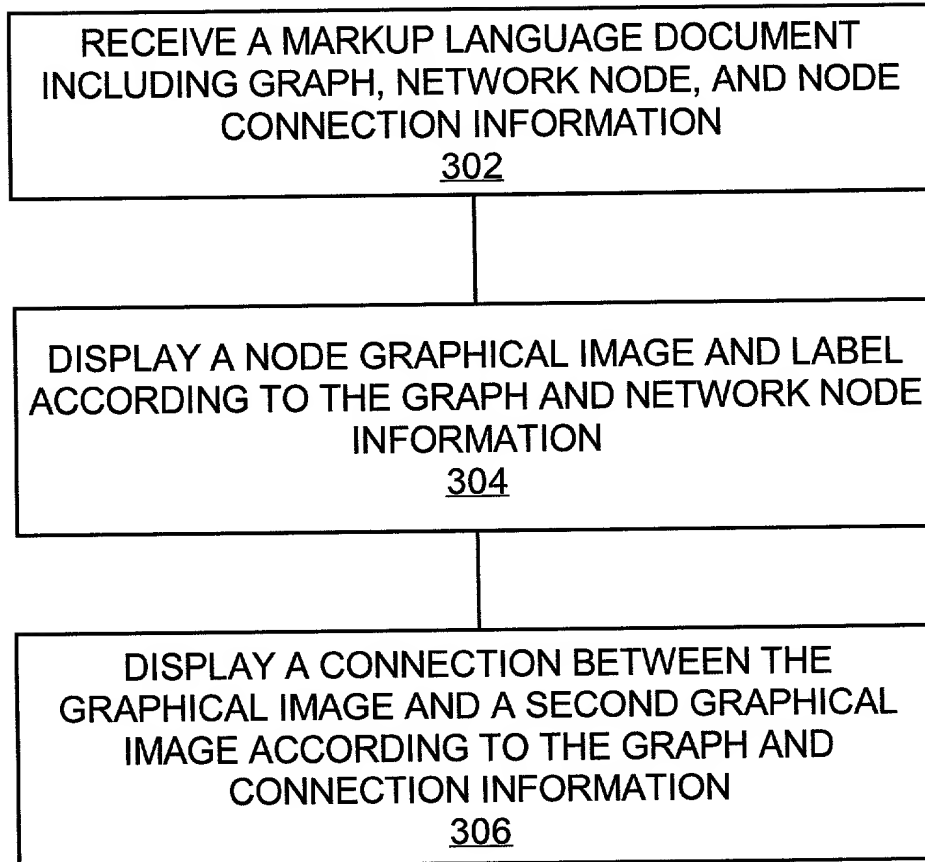 RECEIVE A MARKUP LANGUAGE DOCUMENT
INCLUDING GRAPH, NETWORK NODE, AND NODE
CONNECTION INFORMATION
302
DISPLAY A NODE GRAPHICAL IMAGE AND LABEL
ACCORDING TO THE GRAPH AND NETWORK NODE
INFORMATION
304
DISPLAY A CONNECTION BETWEEN THE
GRAPHICAL IMAGE AND A SECOND GRAPHICAL
IMAGE ACCORDING TO THE GRAPH AND
CONNECTION INFORMATION
306